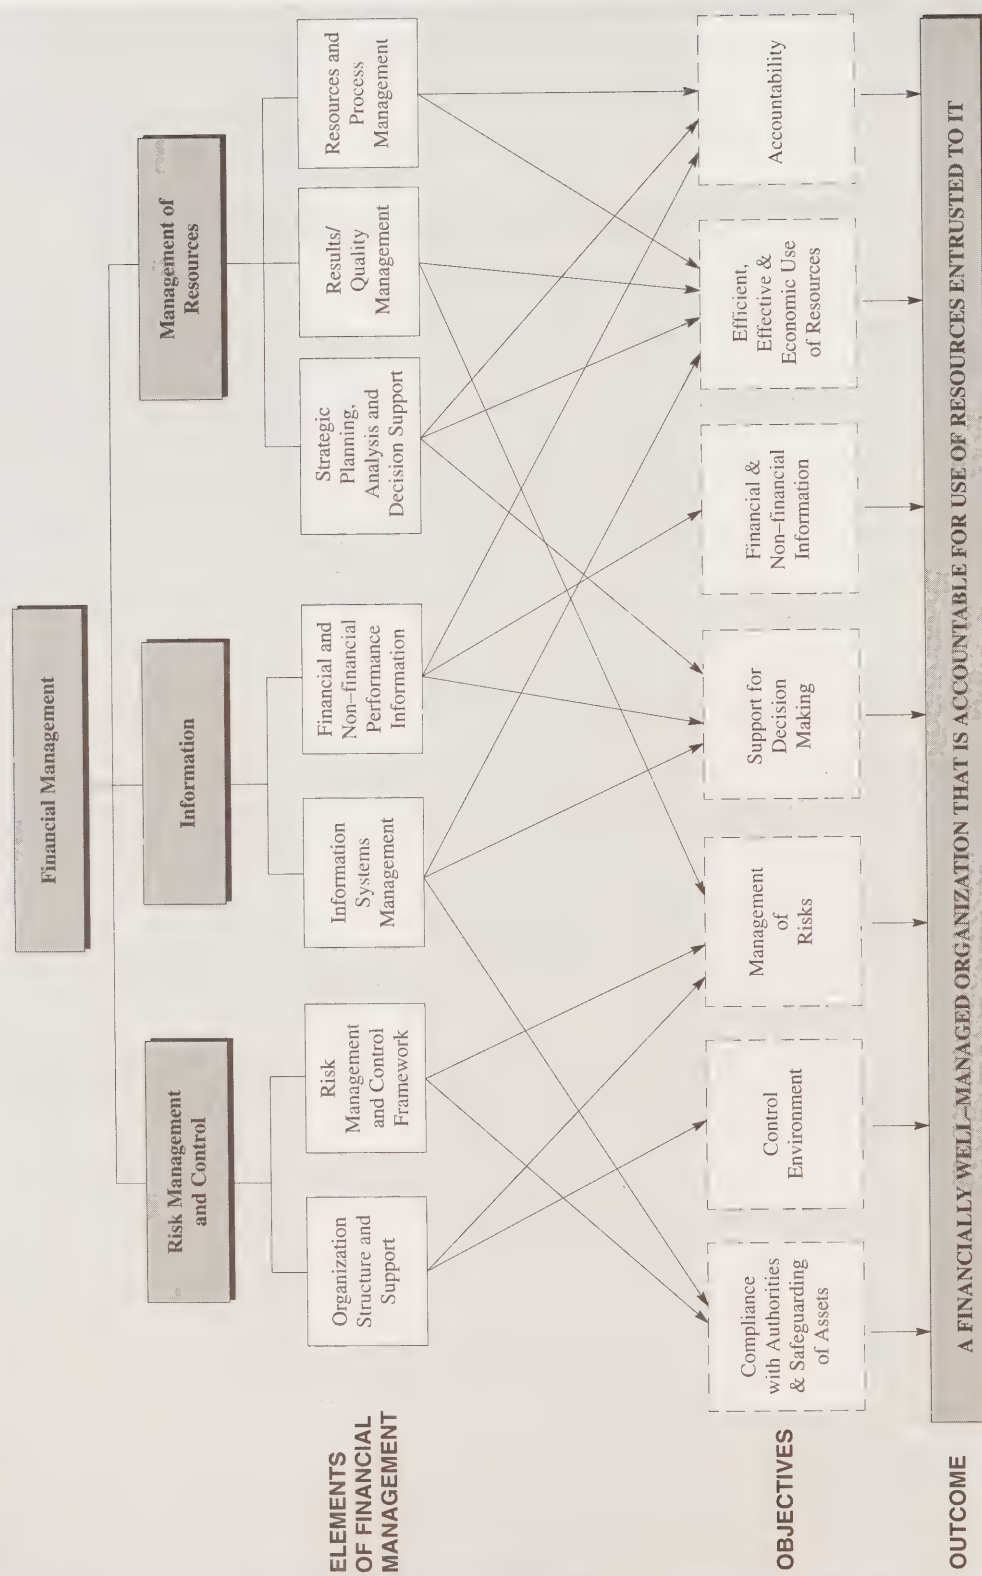 Financial Management
Risk Management
and Control
Information
Management of
Resources
ELEMENTS
OF FINANCIAL
MANAGEMENT
Organization
Structure and
Support
Risk
Management
and Control
Framework
Information
Systems
Management
Financial and
Non–financial
Performance
Information
Strategic
Planning,
Analysis and
Decision Support
Results/
Quality
Management
Resources and
Process
Management
OBJECTIVES
Compliance
with Authorities
& Safeguarding
of Assets
Control
Environment
Management
of
Risks
Support for
Decision
Making
Financial &
Non–financial
Information
Efficient,
Effective &
Economic Use
of Resources
Accountability
OUTCOME
A FINANCIALLY WELL–MANAGED ORGANIZATION THAT IS ACCOUNTABLE FOR USE OF RESOURCES ENTRUSTED TO IT